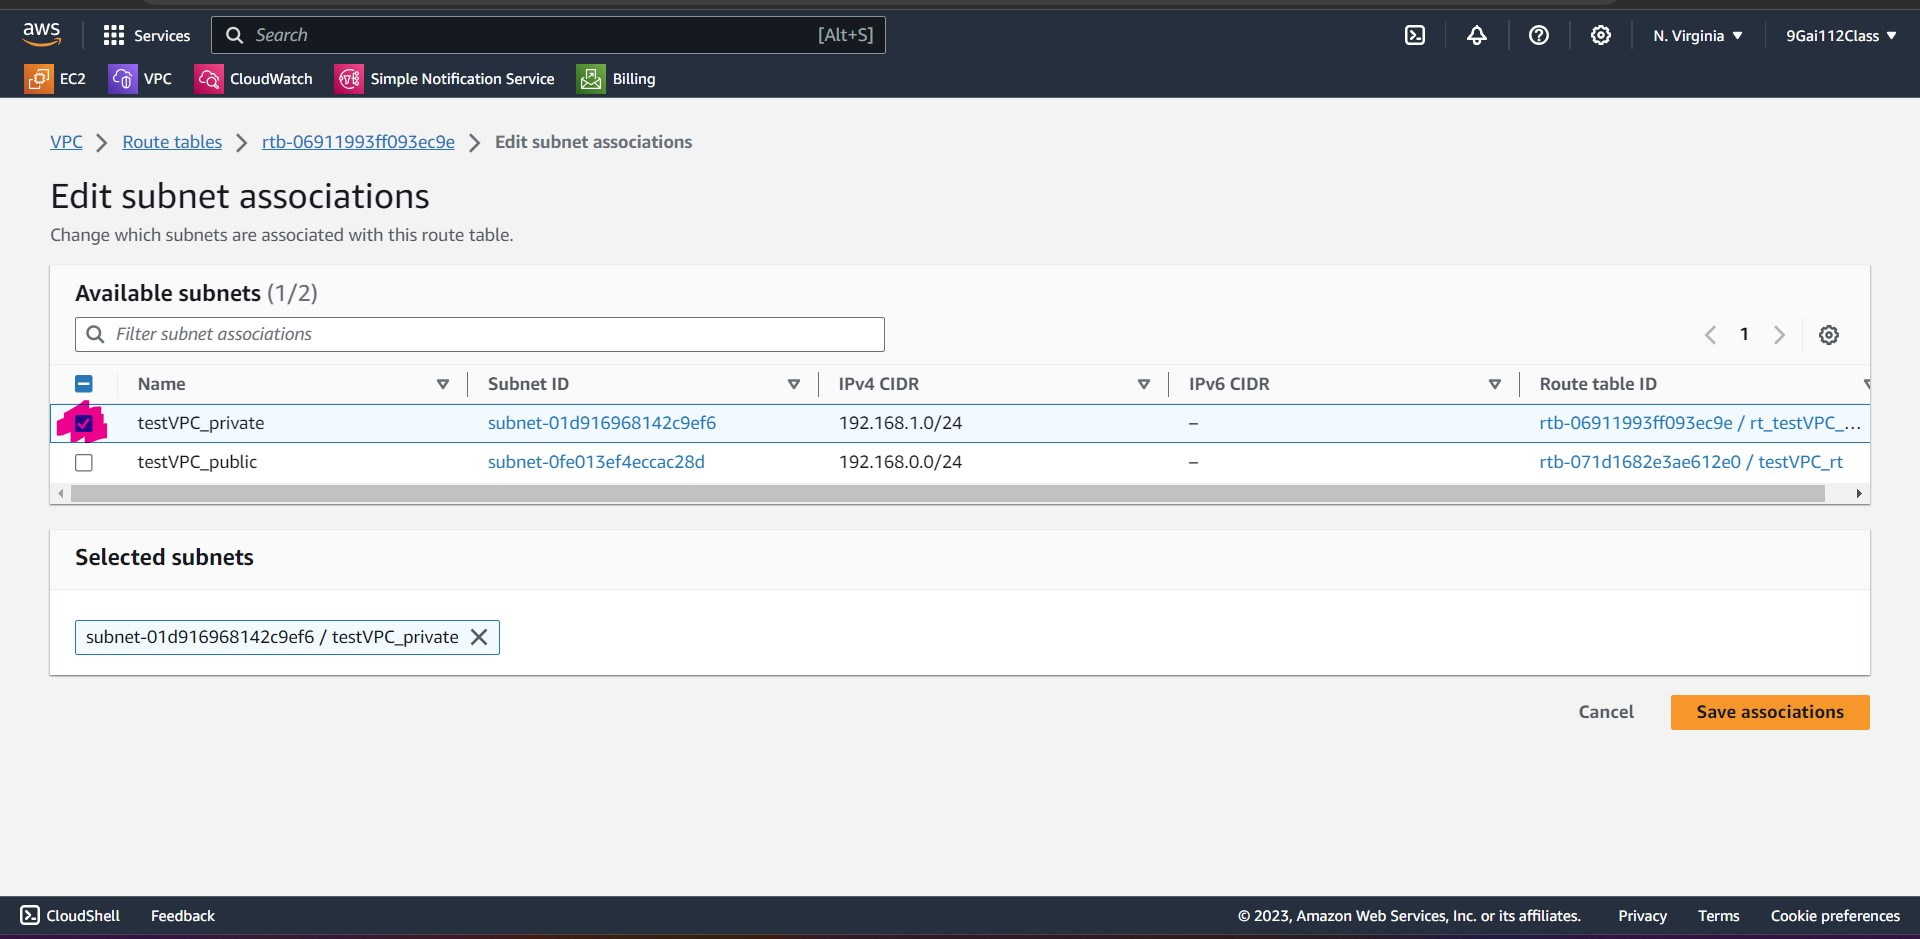 aws
Services
Search
[Alt+S]
N. Virginia
9Gai112Class
EC2
VPC
CloudWatch
Simple Notification Service
Billing
VPC
Route tables
rtb-06911993ff093ec9e
Edit subnet associations
Edit subnet associations
Change which subnets are associated with this route table.
Available subnets (1/2)
Filter subnet associations
1
Name
Subnet ID
IPv4 CIDR
IPv6 CIDR
Route table ID
testVPC_private
subnet-01d916968142c9ef6
192.168.1.0/24
–
rtb-06911993ff093ec9e / rt_testVPC_...
testVPC_public
subnet-0fe013ef4eccac28d
192.168.0.0/24
–
rtb-071d1682e3ae612e0 / testVPC_rt
Selected subnets
subnet-01d916968142c9ef6 / testVPC_private
Cancel
Save associations
CloudShell
Feedback
© 2023, Amazon Web Services, Inc. or its affiliates.
Privacy
Terms
Cookie preferences